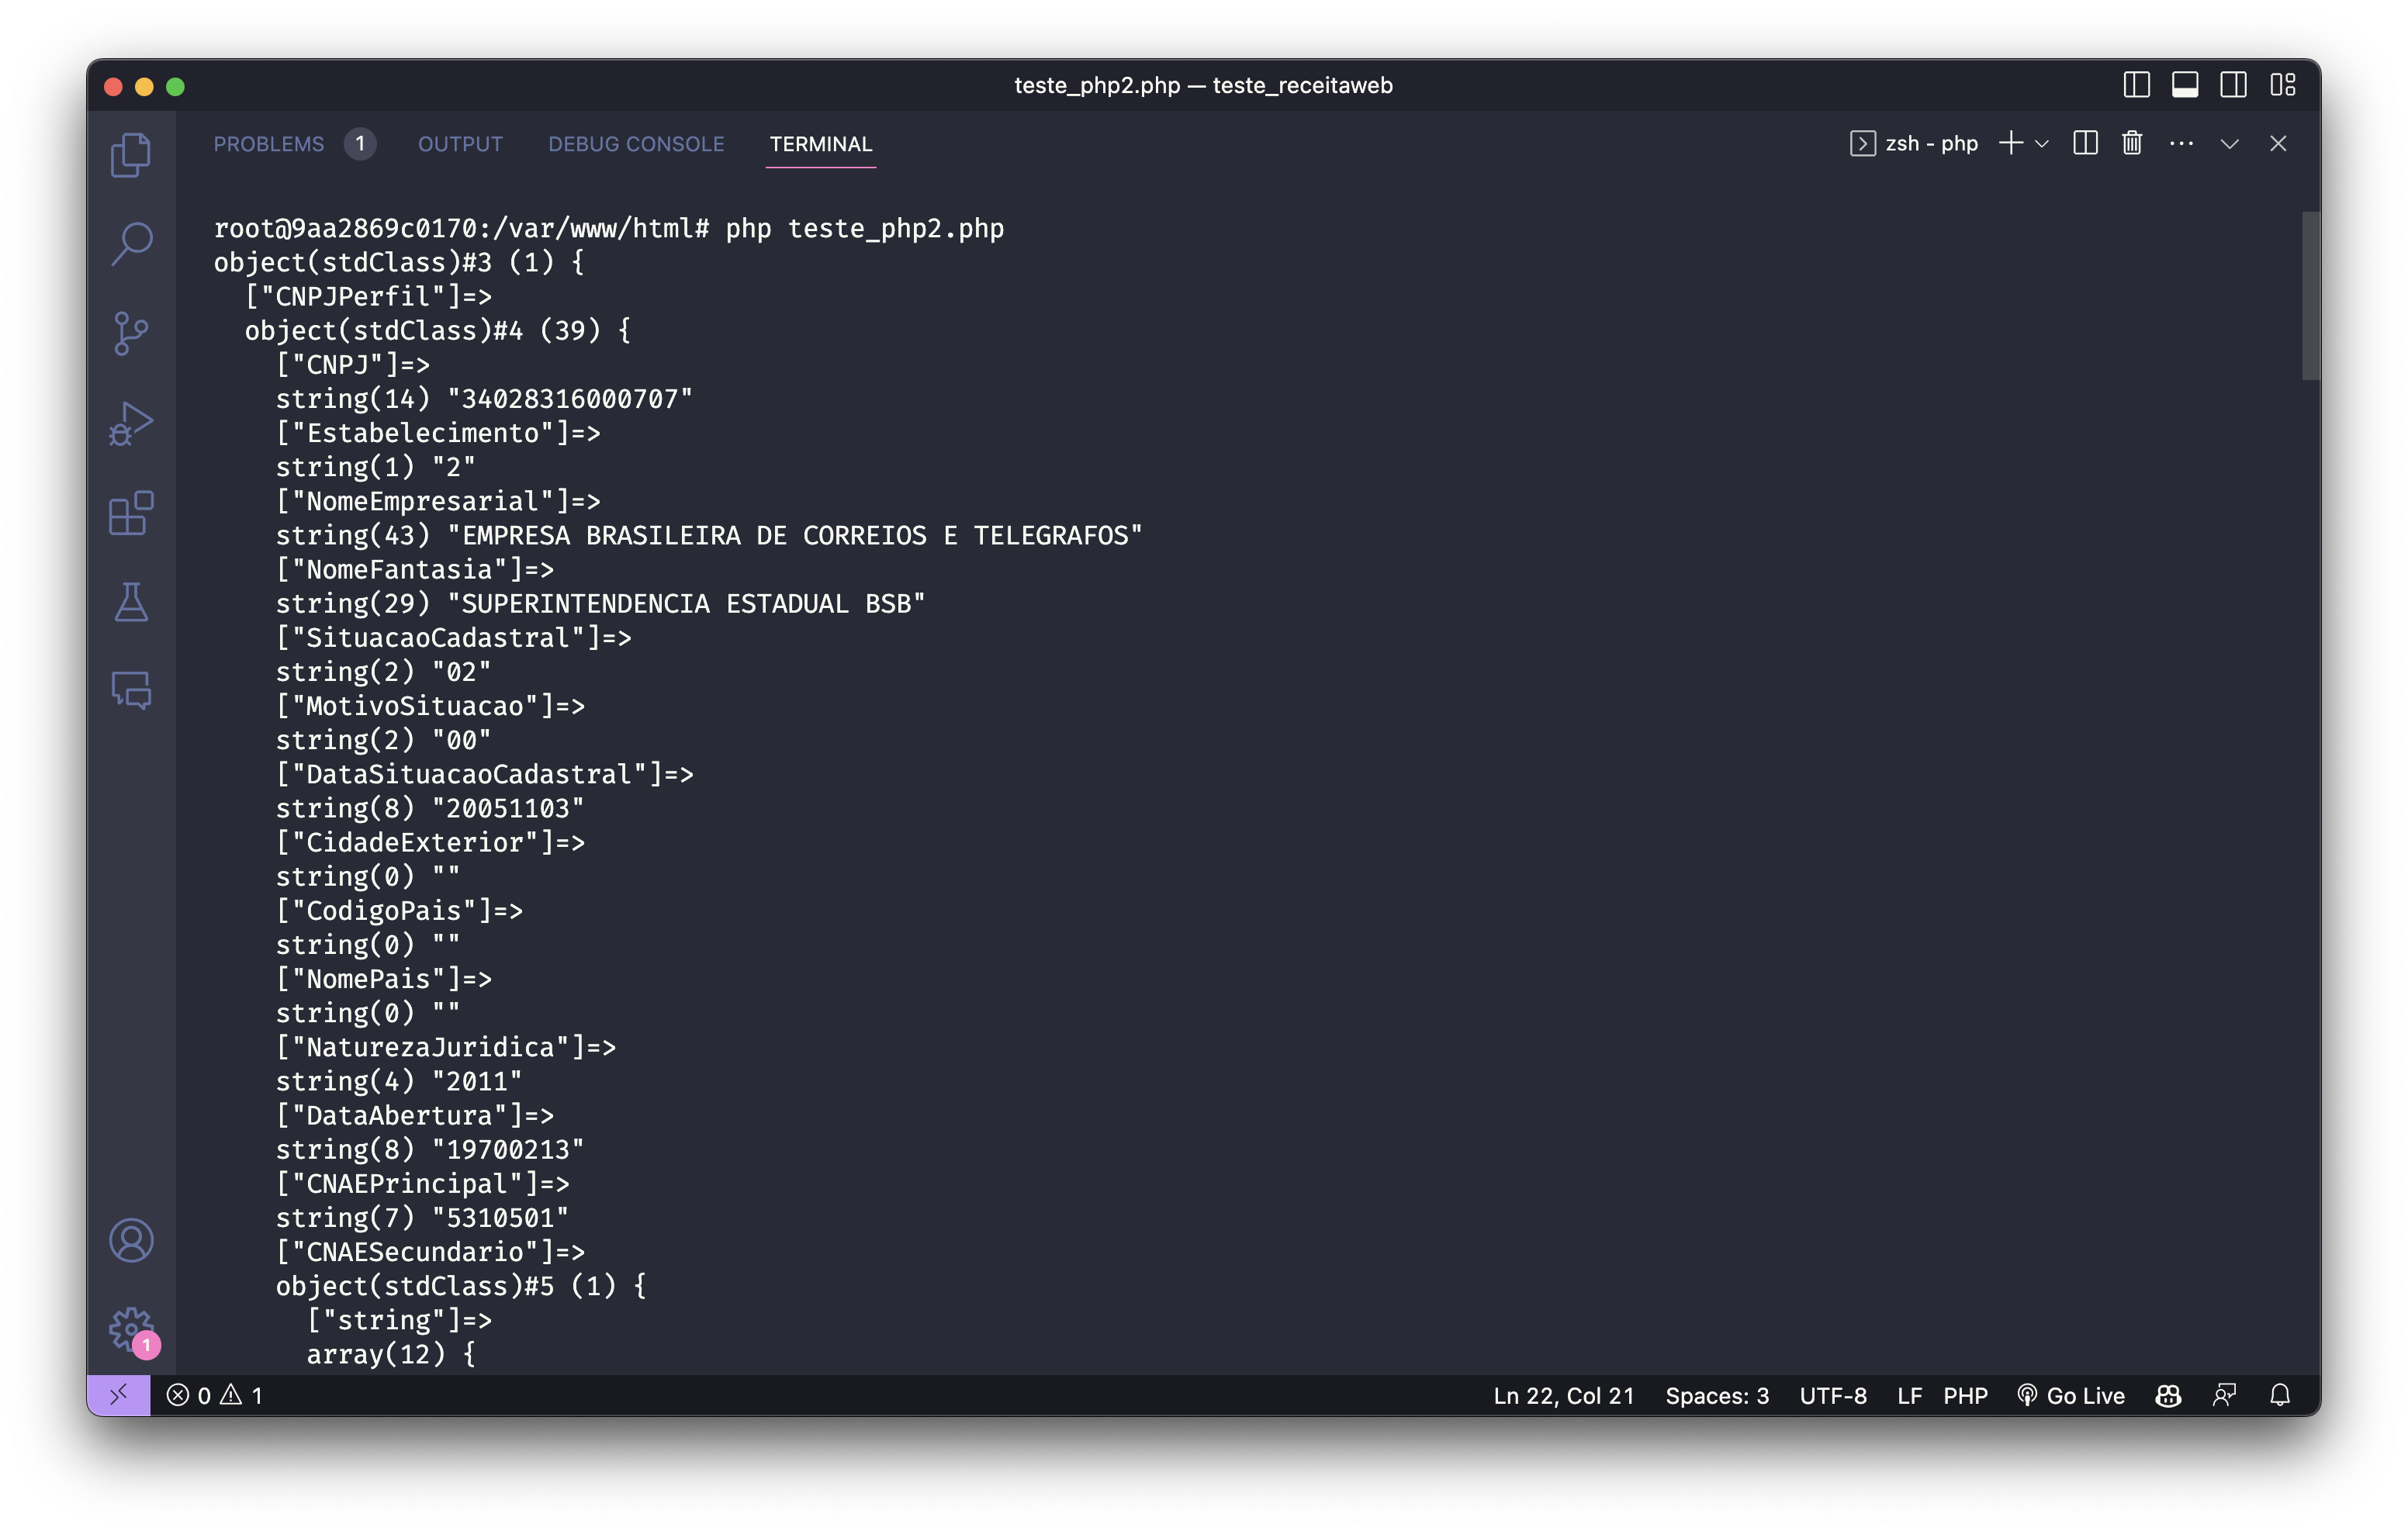 teste_php2.php — teste_receitaweb
PROBLEMS 1 OUTPUT DEBUG CONSOLE TERMINAL zsh - php
root@9aa2869c0170:/var/www/html# php teste_php2.php
object(stdClass)#3 (1) {
  ["CNPJPerfil"]=>
  object(stdClass)#4 (39) {
    ["CNPJ"]=>
    string(14) "34028316000707"
    ["Estabelecimento"]=>
    string(1) "2"
    ["NomeEmpresarial"]=>
    string(43) "EMPRESA BRASILEIRA DE CORREIOS E TELEGRAFOS"
    ["NomeFantasia"]=>
    string(29) "SUPERINTENDENCIA ESTADUAL BSB"
    ["SituacaoCadastral"]=>
    string(2) "02"
    ["MotivoSituacao"]=>
    string(2) "00"
    ["DataSituacaoCadastral"]=>
    string(8) "20051103"
    ["CidadeExterior"]=>
    string(0) ""
    ["CodigoPais"]=>
    string(0) ""
    ["NomePais"]=>
    string(0) ""
    ["NaturezaJuridica"]=>
    string(4) "2011"
    ["DataAbertura"]=>
    string(8) "19700213"
    ["CNAEPrincipal"]=>
    string(7) "5310501"
    ["CNAESecundario"]=>
    object(stdClass)#5 (1) {
      ["string"]=>
      array(12) {
1
0 1 Ln 22, Col 21 Spaces: 3 UTF-8 LF PHP Go Live